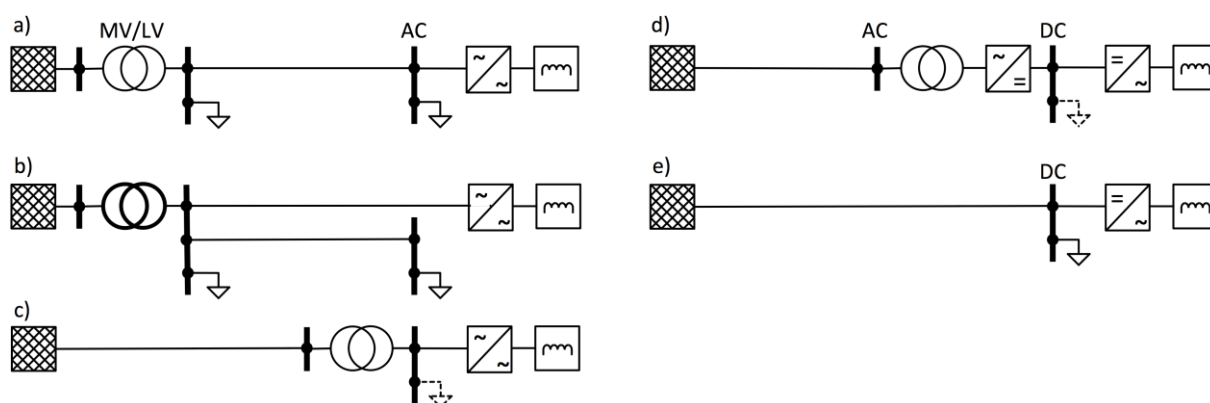 a)
MV/LV
AC
~
~
b)
~
~
c)
~
~
d)
AC
DC
~
=
=
~
e)
DC
=
~